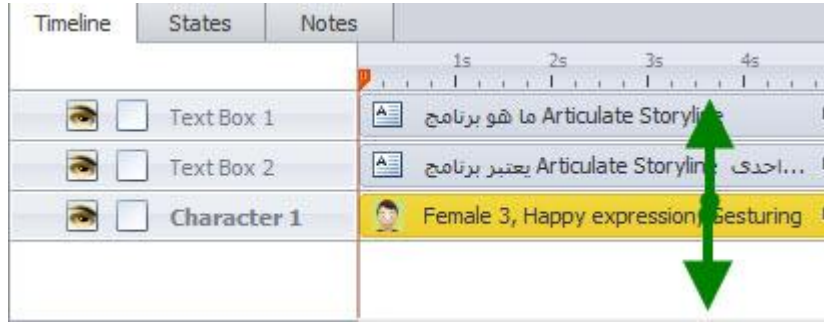 Timeline States Notes
1s 2s 3s 4s
Text Box 1 ما هو برنامج Articulate Storyline
Text Box 2 يعتبر برنامج Articulate Storyline احدى...
Character 1 Female 3, Happy expression, Gesturing